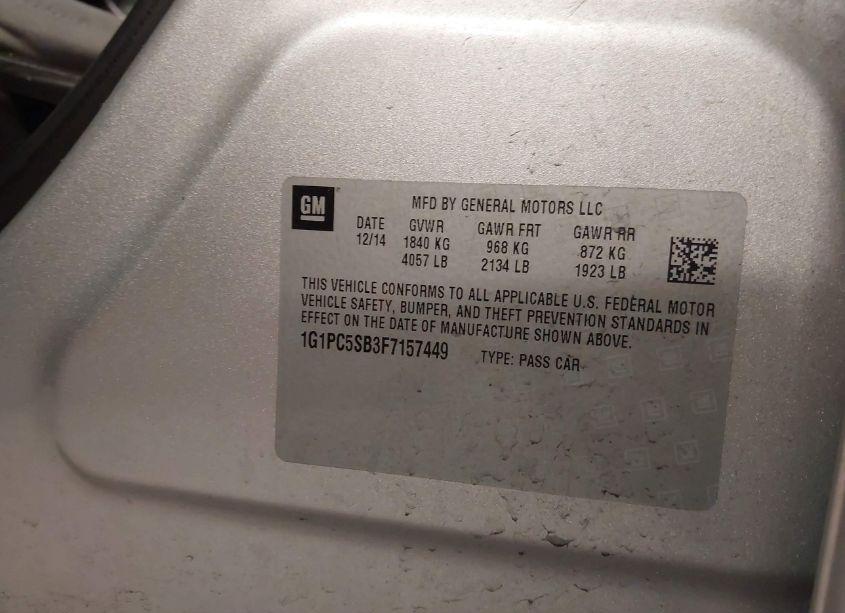 GM
MFD BY GENERAL MOTORS LLC
DATE GVWR GAWR FRT GAWR RR
12/14 1840 KG 968 KG 872 KG
4057 LB 2134 LB 1923 LB
THIS VEHICLE CONFORMS TO ALL APPLICABLE U.S. FEDERAL MOTOR
VEHICLE SAFETY, BUMPER, AND THEFT PREVENTION STANDARDS IN
EFFECT ON THE DATE OF MANUFACTURE SHOWN ABOVE.
1G1PC5SB3F7157449 TYPE: PASS CAR